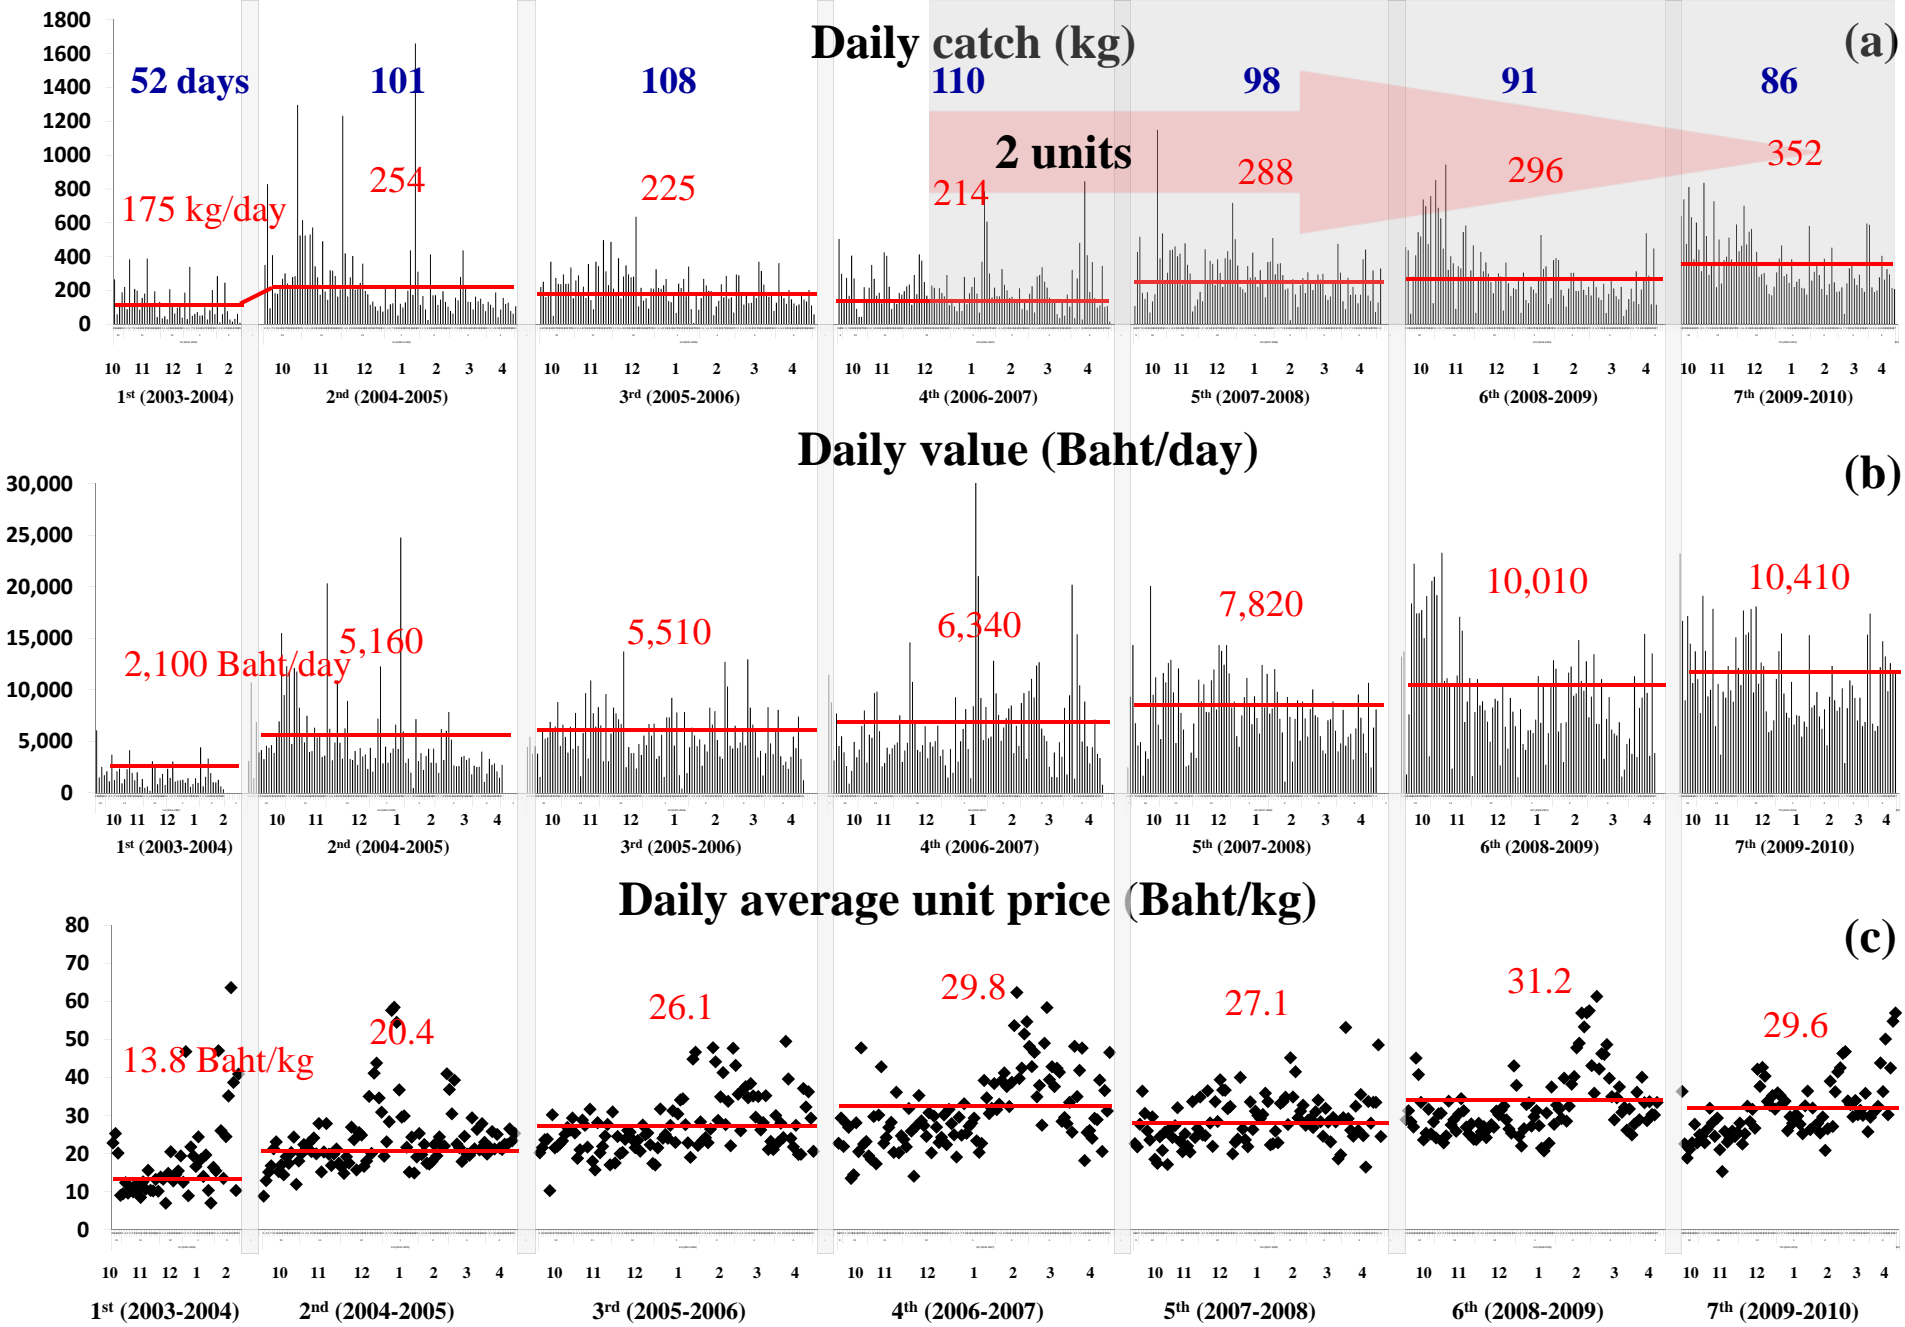 Daily catch (kg)
(a)
1800
1600
1400
1200
1000
800
600
400
200
0
52 days
101
108
110
98
91
86
2 units
175 kg/day
254
225
214
288
296
352
10 11 12 1 2
10 11 12 1 2 3 4
10 11 12 1 2 3 4
10 11 12 1 2 3 4
10 11 12 1 2 3 4
10 11 12 1 2 3 4
10 11 12 1 2 3 4
1st (2003-2004)
2nd (2004-2005)
3rd (2005-2006)
4th (2006-2007)
5th (2007-2008)
6th (2008-2009)
7th (2009-2010)
Daily value (Baht/day)
(b)
30,000
25,000
20,000
15,000
10,000
5,000
0
2,100 Baht/day
5,160
5,510
6,340
7,820
10,010
10,410
10 11 12 1 2
10 11 12 1 2 3 4
10 11 12 1 2 3 4
10 11 12 1 2 3 4
10 11 12 1 2 3 4
10 11 12 1 2 3 4
10 11 12 1 2 3 4
1st (2003-2004)
2nd (2004-2005)
3rd (2005-2006)
4th (2006-2007)
5th (2007-2008)
6th (2008-2009)
7th (2009-2010)
Daily average unit price (Baht/kg)
(c)
80
70
60
50
40
30
20
10
0
13.8 Baht/kg
20.4
26.1
29.8
27.1
31.2
29.6
10 11 12 1 2
10 11 12 1 2 3 4
10 11 12 1 2 3 4
10 11 12 1 2 3 4
10 11 12 1 2 3 4
10 11 12 1 2 3 4
10 11 12 1 2 3 4
1st (2003-2004)
2nd (2004-2005)
3rd (2005-2006)
4th (2006-2007)
5th (2007-2008)
6th (2008-2009)
7th (2009-2010)